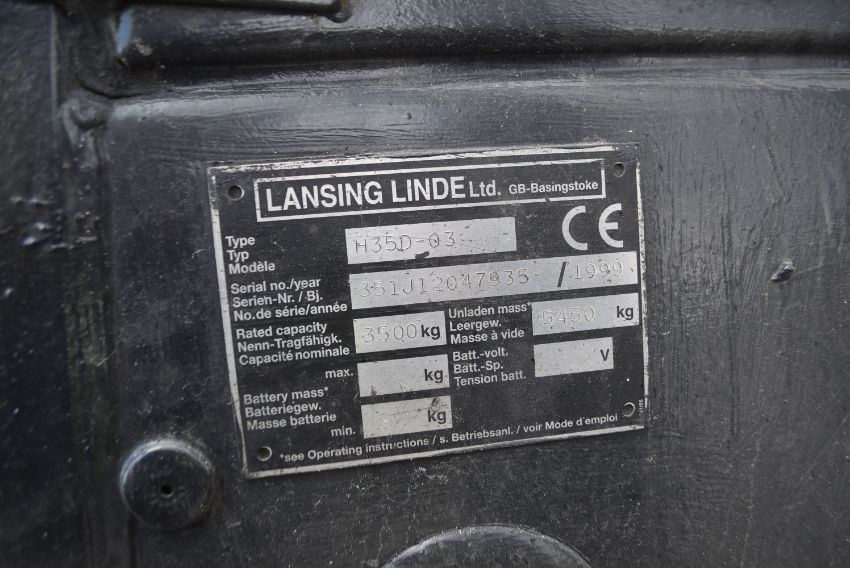 LANSING LINDE Ltd. GB-Basingstoke
Type
Typ
Modèle
H35D-03
CE
Serial no./year
Serien-Nr. / Bj.
No. de série/année
351J12047935 / 1999
Rated capacity
Nenn-Tragfähigk.
Capacité nominale
3500 kg
Unladen mass*
Leergew.
Masse à vide
5450 kg
max. kg
Batt.-volt.
Batt.-Sp.
Tension batt.
V
Battery mass*
Batteriegew.
Masse batterie
min. kg
*see Operating instructions / s. Betriebsanl. / voir Mode d'emploi